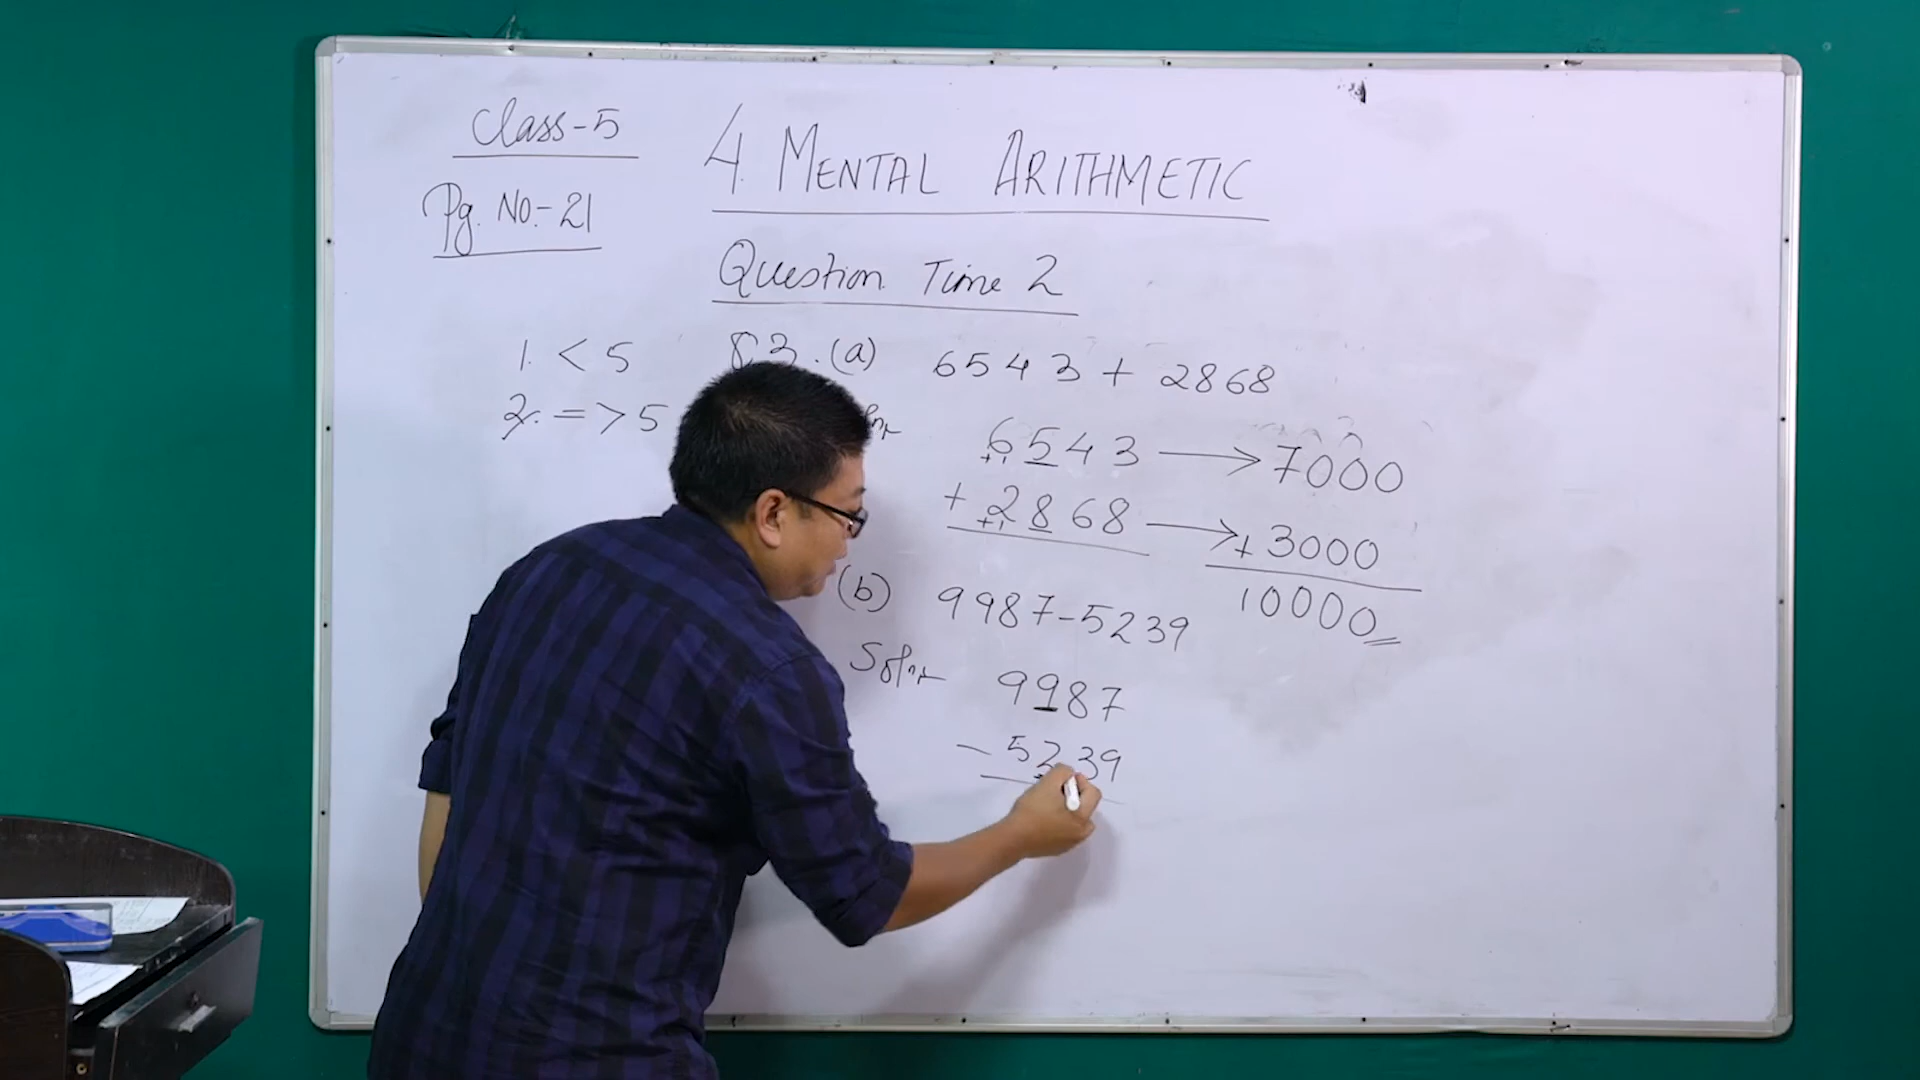 Class-5
4. MENTAL ARITHMETIC
Pg. No:- 21
Question Time 2
1. < 5
2. = > 5
83. (a) 6543 + 2868
6543 → 7000
+ 2868 → + 3000
10000
(b) 9987-5239
Soln
9987
- 5239